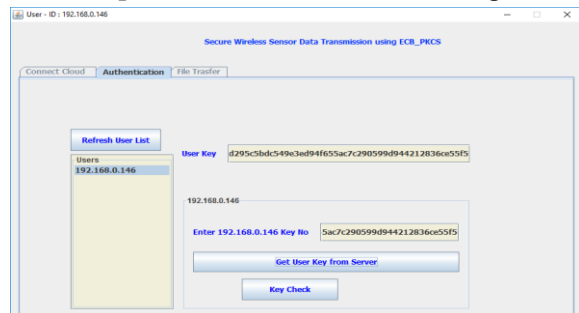 User - ID : 192.168.0.146
Secure Wireless Sensor Data Transmission using ECB_PKCS
Connect Cloud Authentication File Trasfer
Refresh User List
User Key d295c5bdc549e3ed94f655ac7c290599d944212836ce55f5
Users
192.168.0.146
192.168.0.146
Enter 192.168.0.146 Key No 5ac7c290599d944212836ce55f5
Get User Key from Server
Key Check